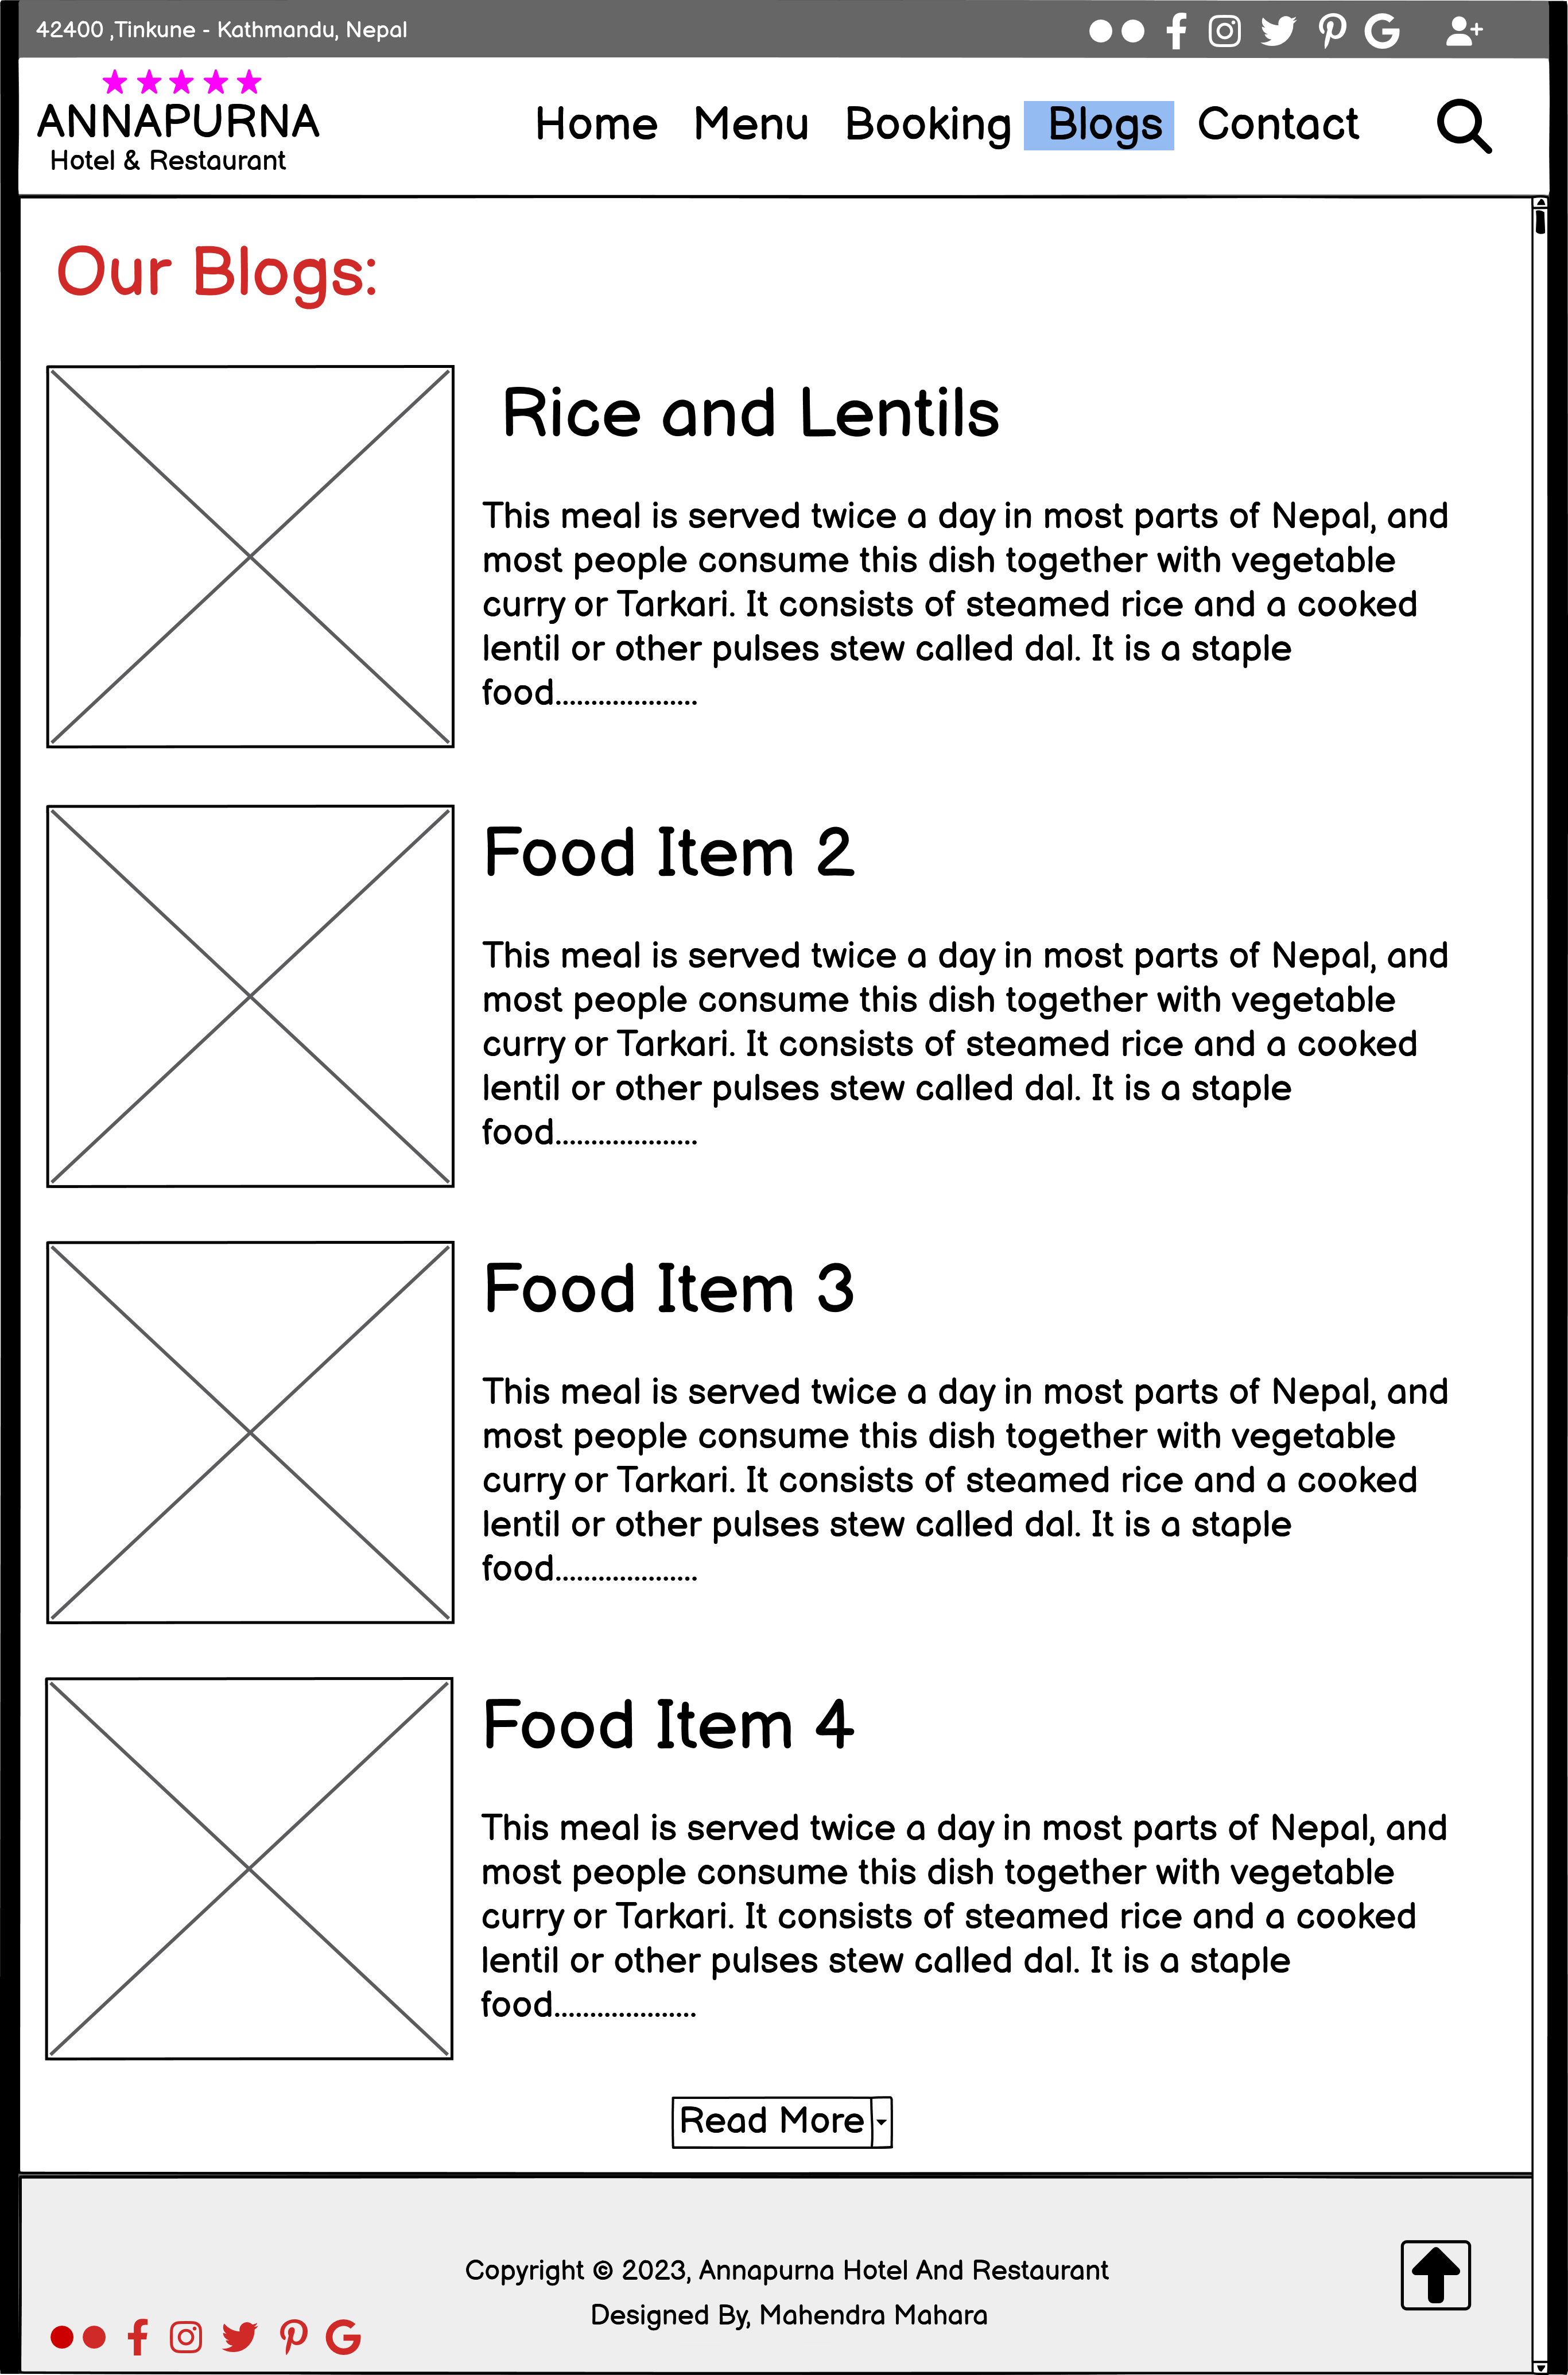 42400 ,Tinkune - Kathmandu, Nepal
ANNAPURNA
Hotel & Restaurant
Home Menu Booking Blogs Contact
Our Blogs:
Rice and Lentils
This meal is served twice a day in most parts of Nepal, and
most people consume this dish together with vegetable
curry or Tarkari. It consists of steamed rice and a cooked
lentil or other pulses stew called dal. It is a staple
food....................
Food Item 2
This meal is served twice a day in most parts of Nepal, and
most people consume this dish together with vegetable
curry or Tarkari. It consists of steamed rice and a cooked
lentil or other pulses stew called dal. It is a staple
food....................
Food Item 3
This meal is served twice a day in most parts of Nepal, and
most people consume this dish together with vegetable
curry or Tarkari. It consists of steamed rice and a cooked
lentil or other pulses stew called dal. It is a staple
food....................
Food Item 4
This meal is served twice a day in most parts of Nepal, and
most people consume this dish together with vegetable
curry or Tarkari. It consists of steamed rice and a cooked
lentil or other pulses stew called dal. It is a staple
food....................
Read More
Copyright © 2023, Annapurna Hotel And Restaurant
Designed By, Mahendra Mahara